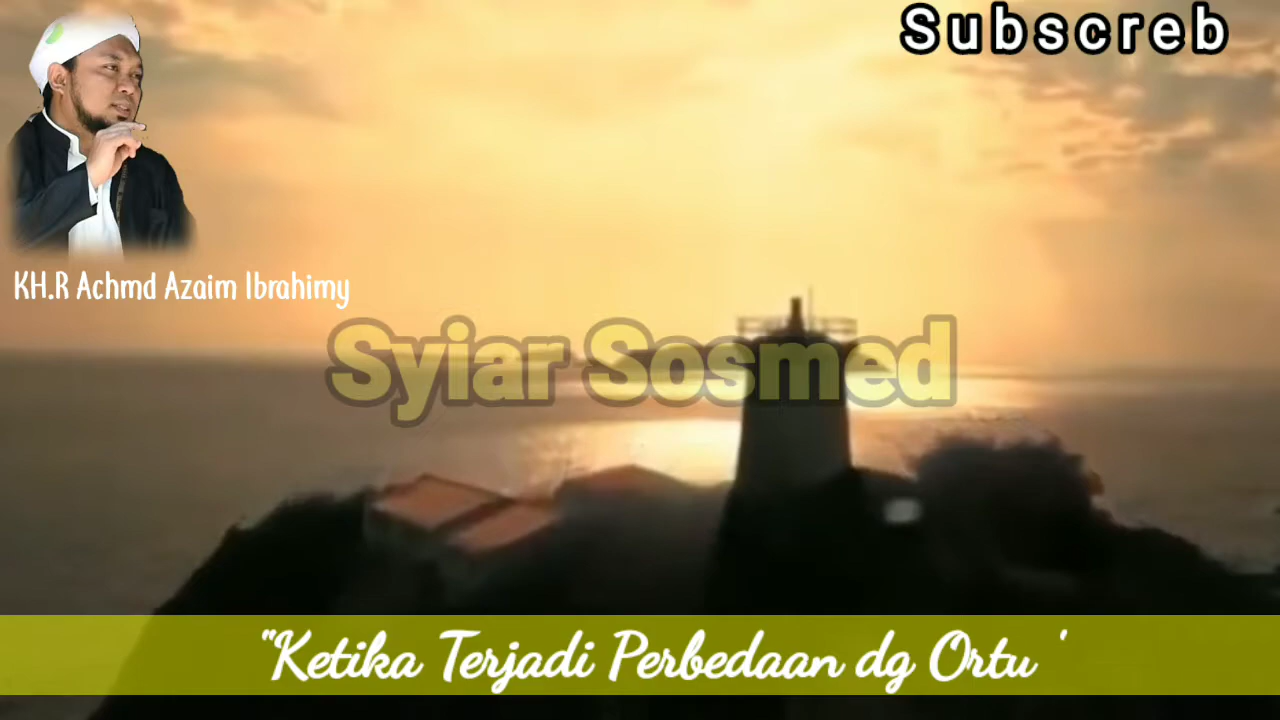 Subscreb
KH.R Achmd Azaim Ibrahimy
Syiar Sosmed
"Ketika Terjadi Perbedaan dg Ortu '